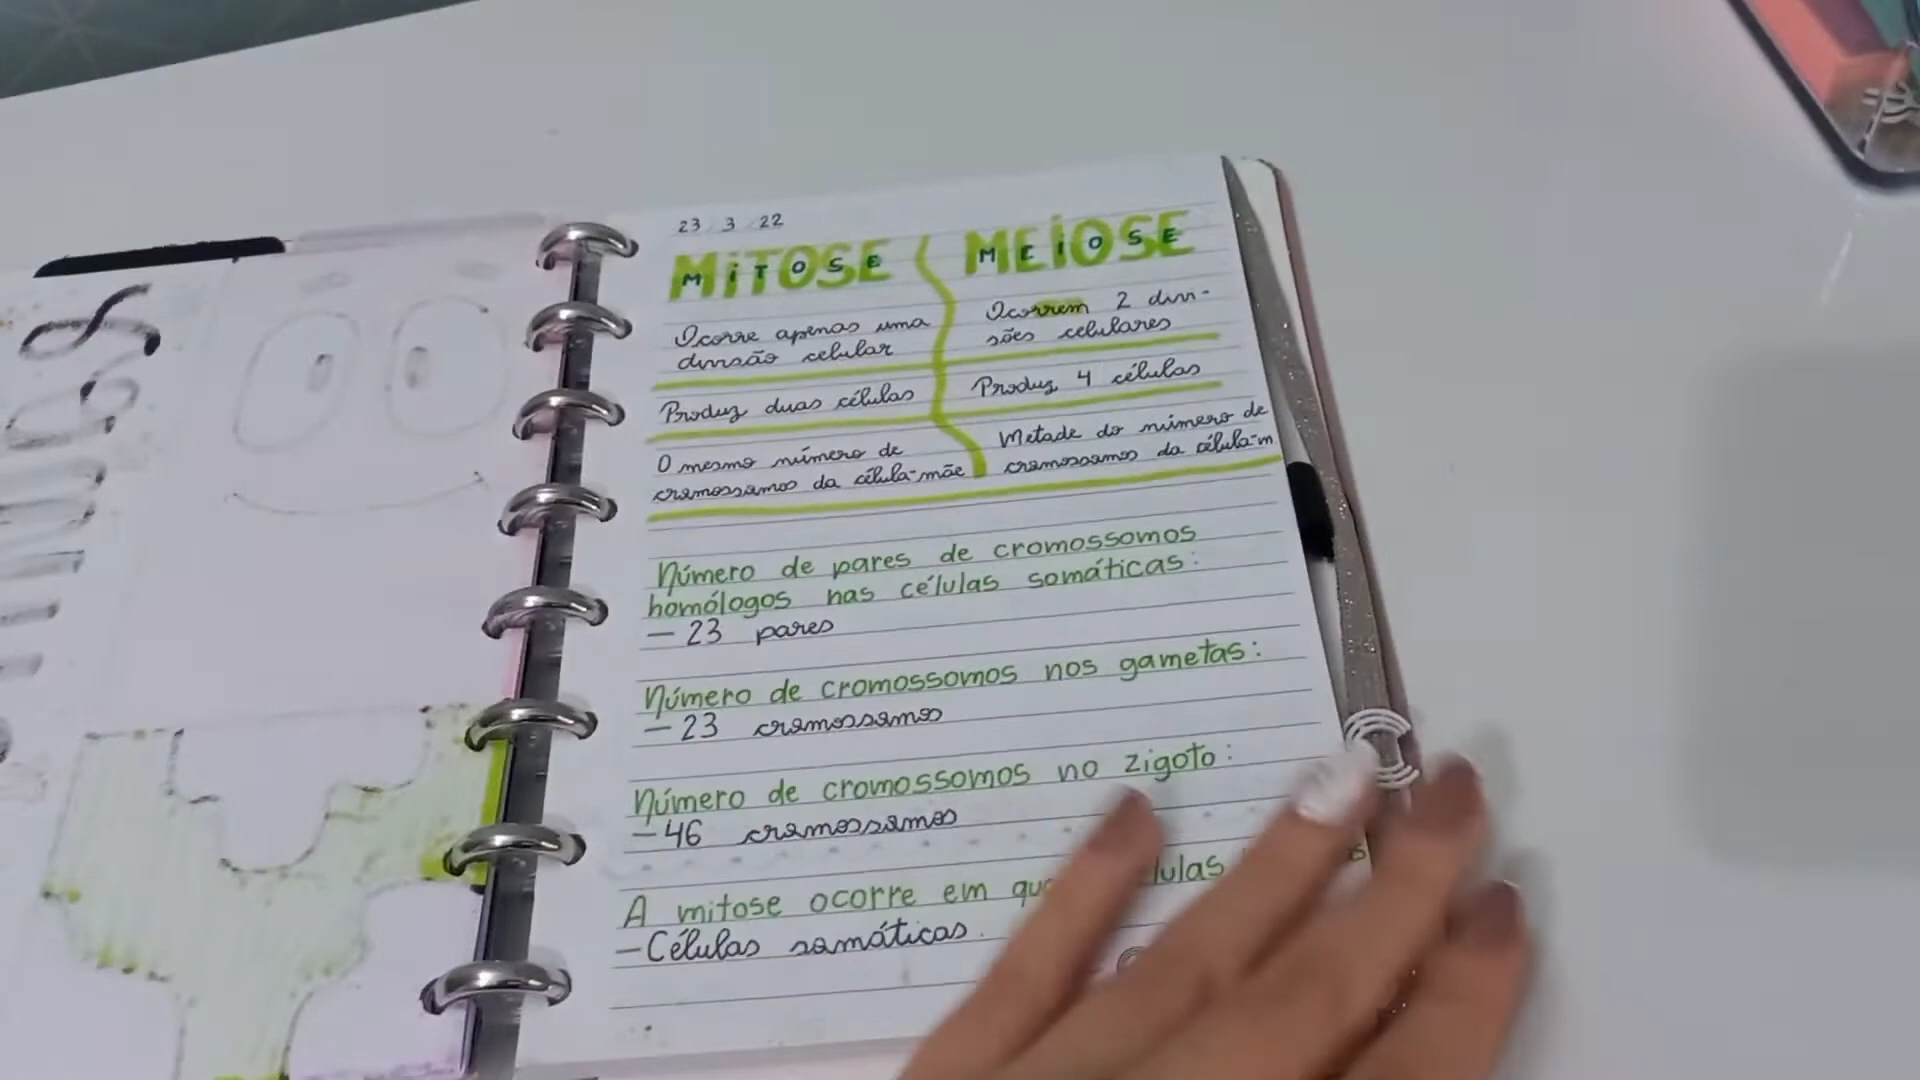 23 3 22
MITOSE
MEIOSE
Ocorre apenas uma
divisão celular
Ocorrem 2 divi-
sões celulares
Produz duas células
Produz 4 células
O mesmo número de
cromossomos da célula-mãe
Metade do número de
cromossomos da célula-m
Número de pares de cromossomos
homólogos nas células somáticas:
- 23 pares
Número de cromossomos nos gametas:
- 23 cromossomos
Número de cromossomos no zigoto:
- 46 cromossomos
A mitose ocorre em
- Células somáticas.